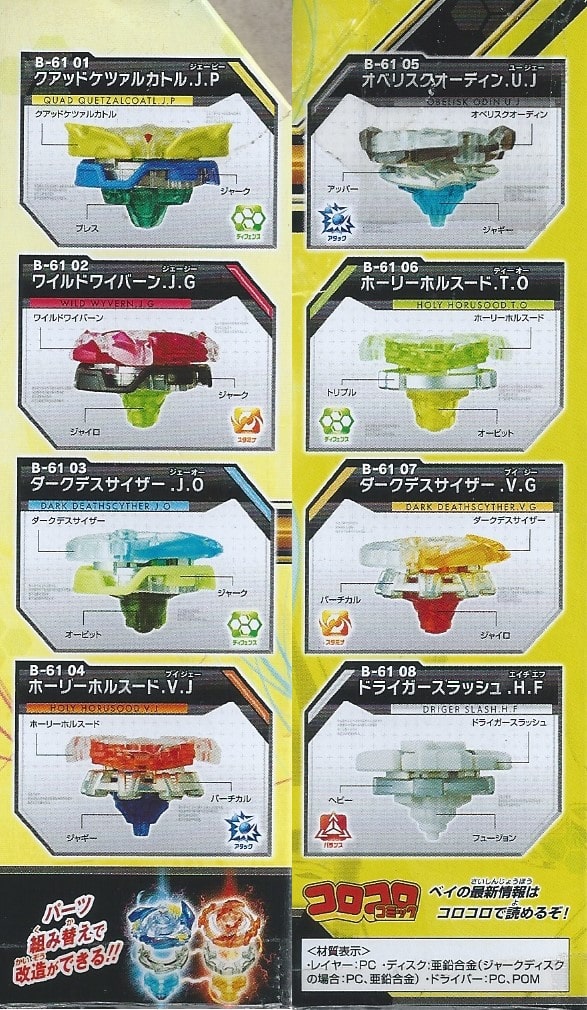 B-61 01
ジェーピー
クアッドケツァルカトル.J.P
QUAD QUETZALCOATL.J.P
クアッドケツァルカトル
ジャーク
プレス
ディフェンス
B-61 02
ジェージー
ワイルドワイバーン.J.G
WILD WYVERN.J.G
ワイルドワイバーン
ジャーク
ジャイロ
スタミナ
B-61 03
ジェーオー
ダークデスサイザー.J.O
DARK DEATHSCYTHER.J.O
ダークデスサイザー
ジャーク
オービット
ディフェンス
B-61 04
ブイジェー
ホーリーホルスード.V.J
HOLY HORUSOOD.V.J
ホーリーホルスード
バーチカル
ジャギー
アタック
パーツ
組み替えで
改造ができる!!
B-61 05
ユージェー
オベリスクオーディン.U.J
OBELISK ODIN.U.J
オベリスクオーディン
アッパー
ジャギー
アタック
B-61 06
ティーオー
ホーリーホルスード.T.O
HOLY HORUSOOD.T.O
ホーリーホルスード
トリプル
オービット
ディフェンス
B-61 07
ブイジー
ダークデスサイザー.V.G
DARK DEATHSCYTHER.V.G
ダークデスサイザー
バーチカル
ジャイロ
スタミナ
B-61 08
エイチエフ
ドライガースラッシュ.H.F
DRIGER SLASH.H.F
ドライガースラッシュ
ヘビー
フュージョン
バランス
コロコロ
コミック
さいしんじょうほう
ベイの最新情報は
コロコロで読めるぞ!
<材質表示>
・レイヤー:PC ・ディスク:亜鉛合金(ジャークディスク
の場合:PC、亜鉛合金)・ドライバー:PC、POM